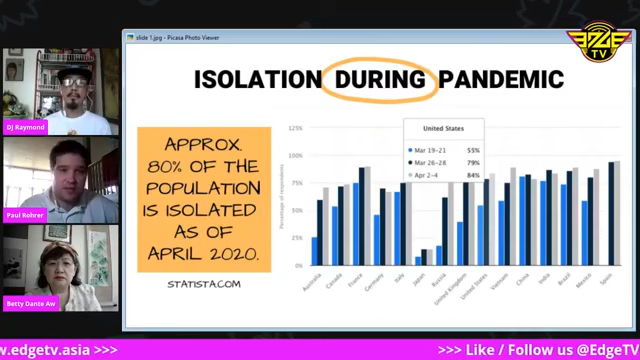 slide 1.jpg - Picasa Photo Viewer
EDGE
TV
ISOLATION DURING PANDEMIC
DJ Raymond
Paul Rohrer
Betty Dante Aw
APPROX.
80% OF THE
POPULATION
IS ISOLATED
AS OF
APRIL 2020.
STATISTA.COM
Percentage of respondents
125%
100%
75%
50%
25%
0%
United States
Mar 19-21 55%
Mar 26-28 79%
Apr 2-4 84%
Australia
Canada
France
Germany
Italy
Japan
Russia
United Kingdom
United States
Vietnam
China
India
Brazil
Mexico
Spain
w.edgetv.asia >>>
>>> Like / Follow us @EdgeTV